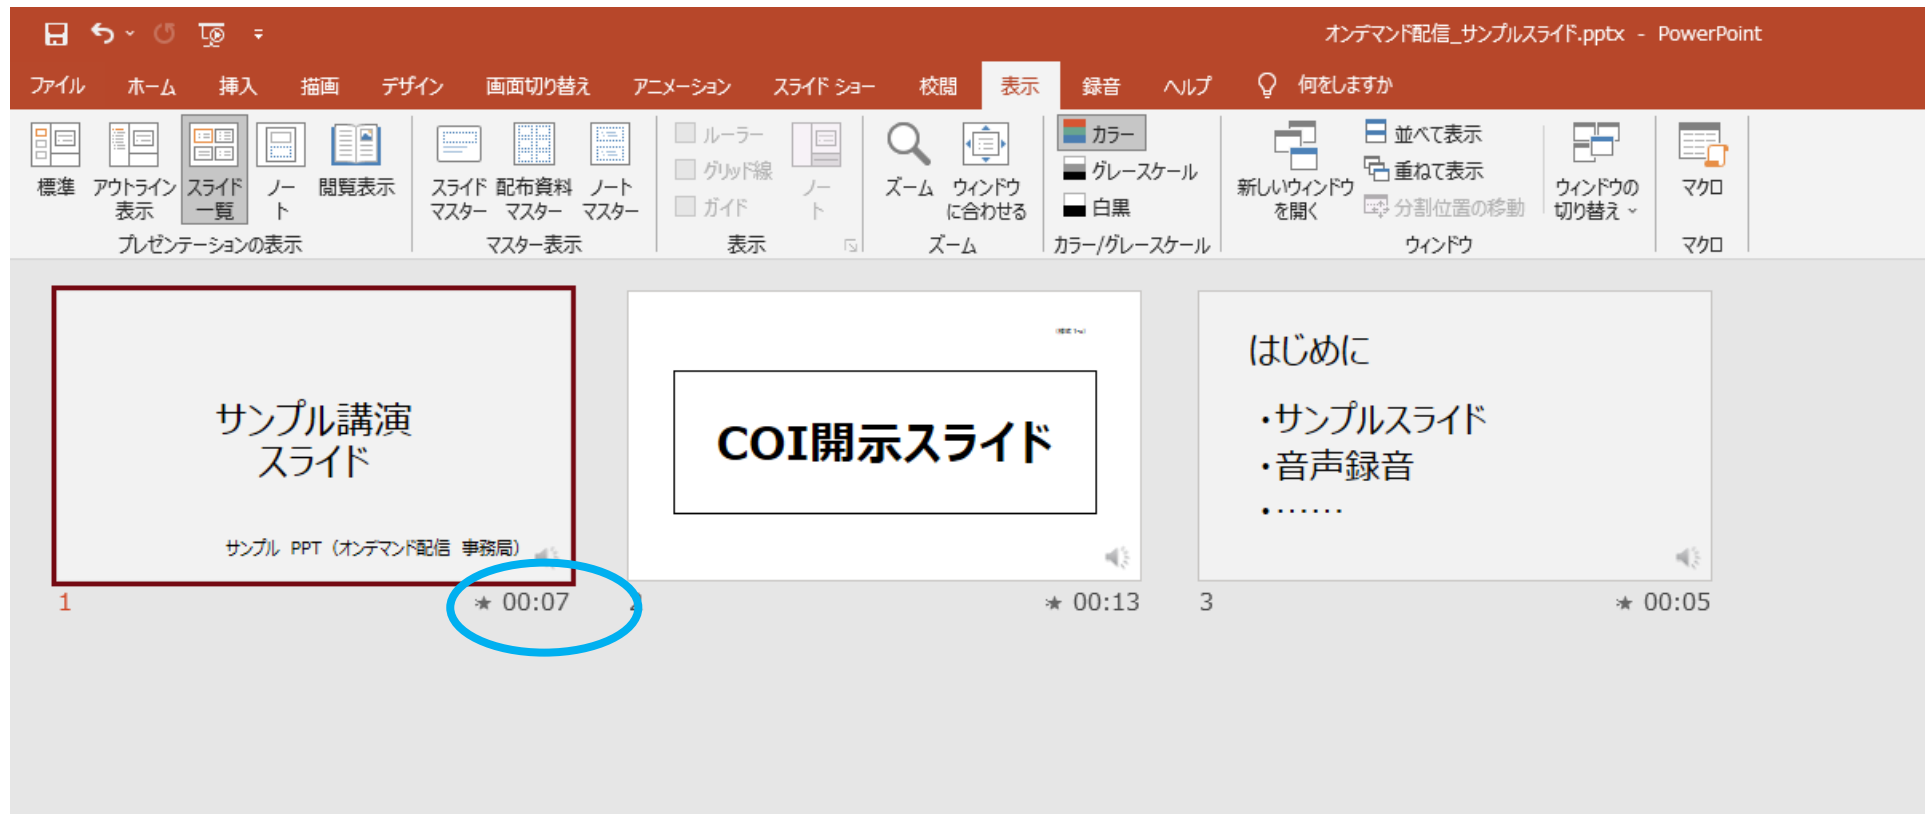 オンデマンド配信_サンプルスライド.pptx - PowerPoint
ファイル ホーム 挿入 描画 デザイン 画面切り替え アニメーション スライド ショー 校閲 表示 録音 ヘルプ 何をしますか
標準
アウトライン
表示
スライド
一覧
ノー
ト
閲覧表示
プレゼンテーションの表示
スライド
マスター
配布資料
マスター
ノート
マスター
マスター表示
ルーラー
グリッド線
ガイド
ノー
ト
表示
ズーム
ウィンドウ
に合わせる
ズーム
カラー
グレースケール
白黒
カラー/グレースケール
新しいウィンドウ
を開く
並べて表示
重ねて表示
分割位置の移動
ウィンドウの
切り替え
ウィンドウ
マクロ
マクロ
サンプル講演
スライド
サンプル PPT（オンデマンド配信 事務局）
1
00:07
COI開示スライド
2
00:13
はじめに
・サンプルスライド
・音声録音
・……
3
00:05